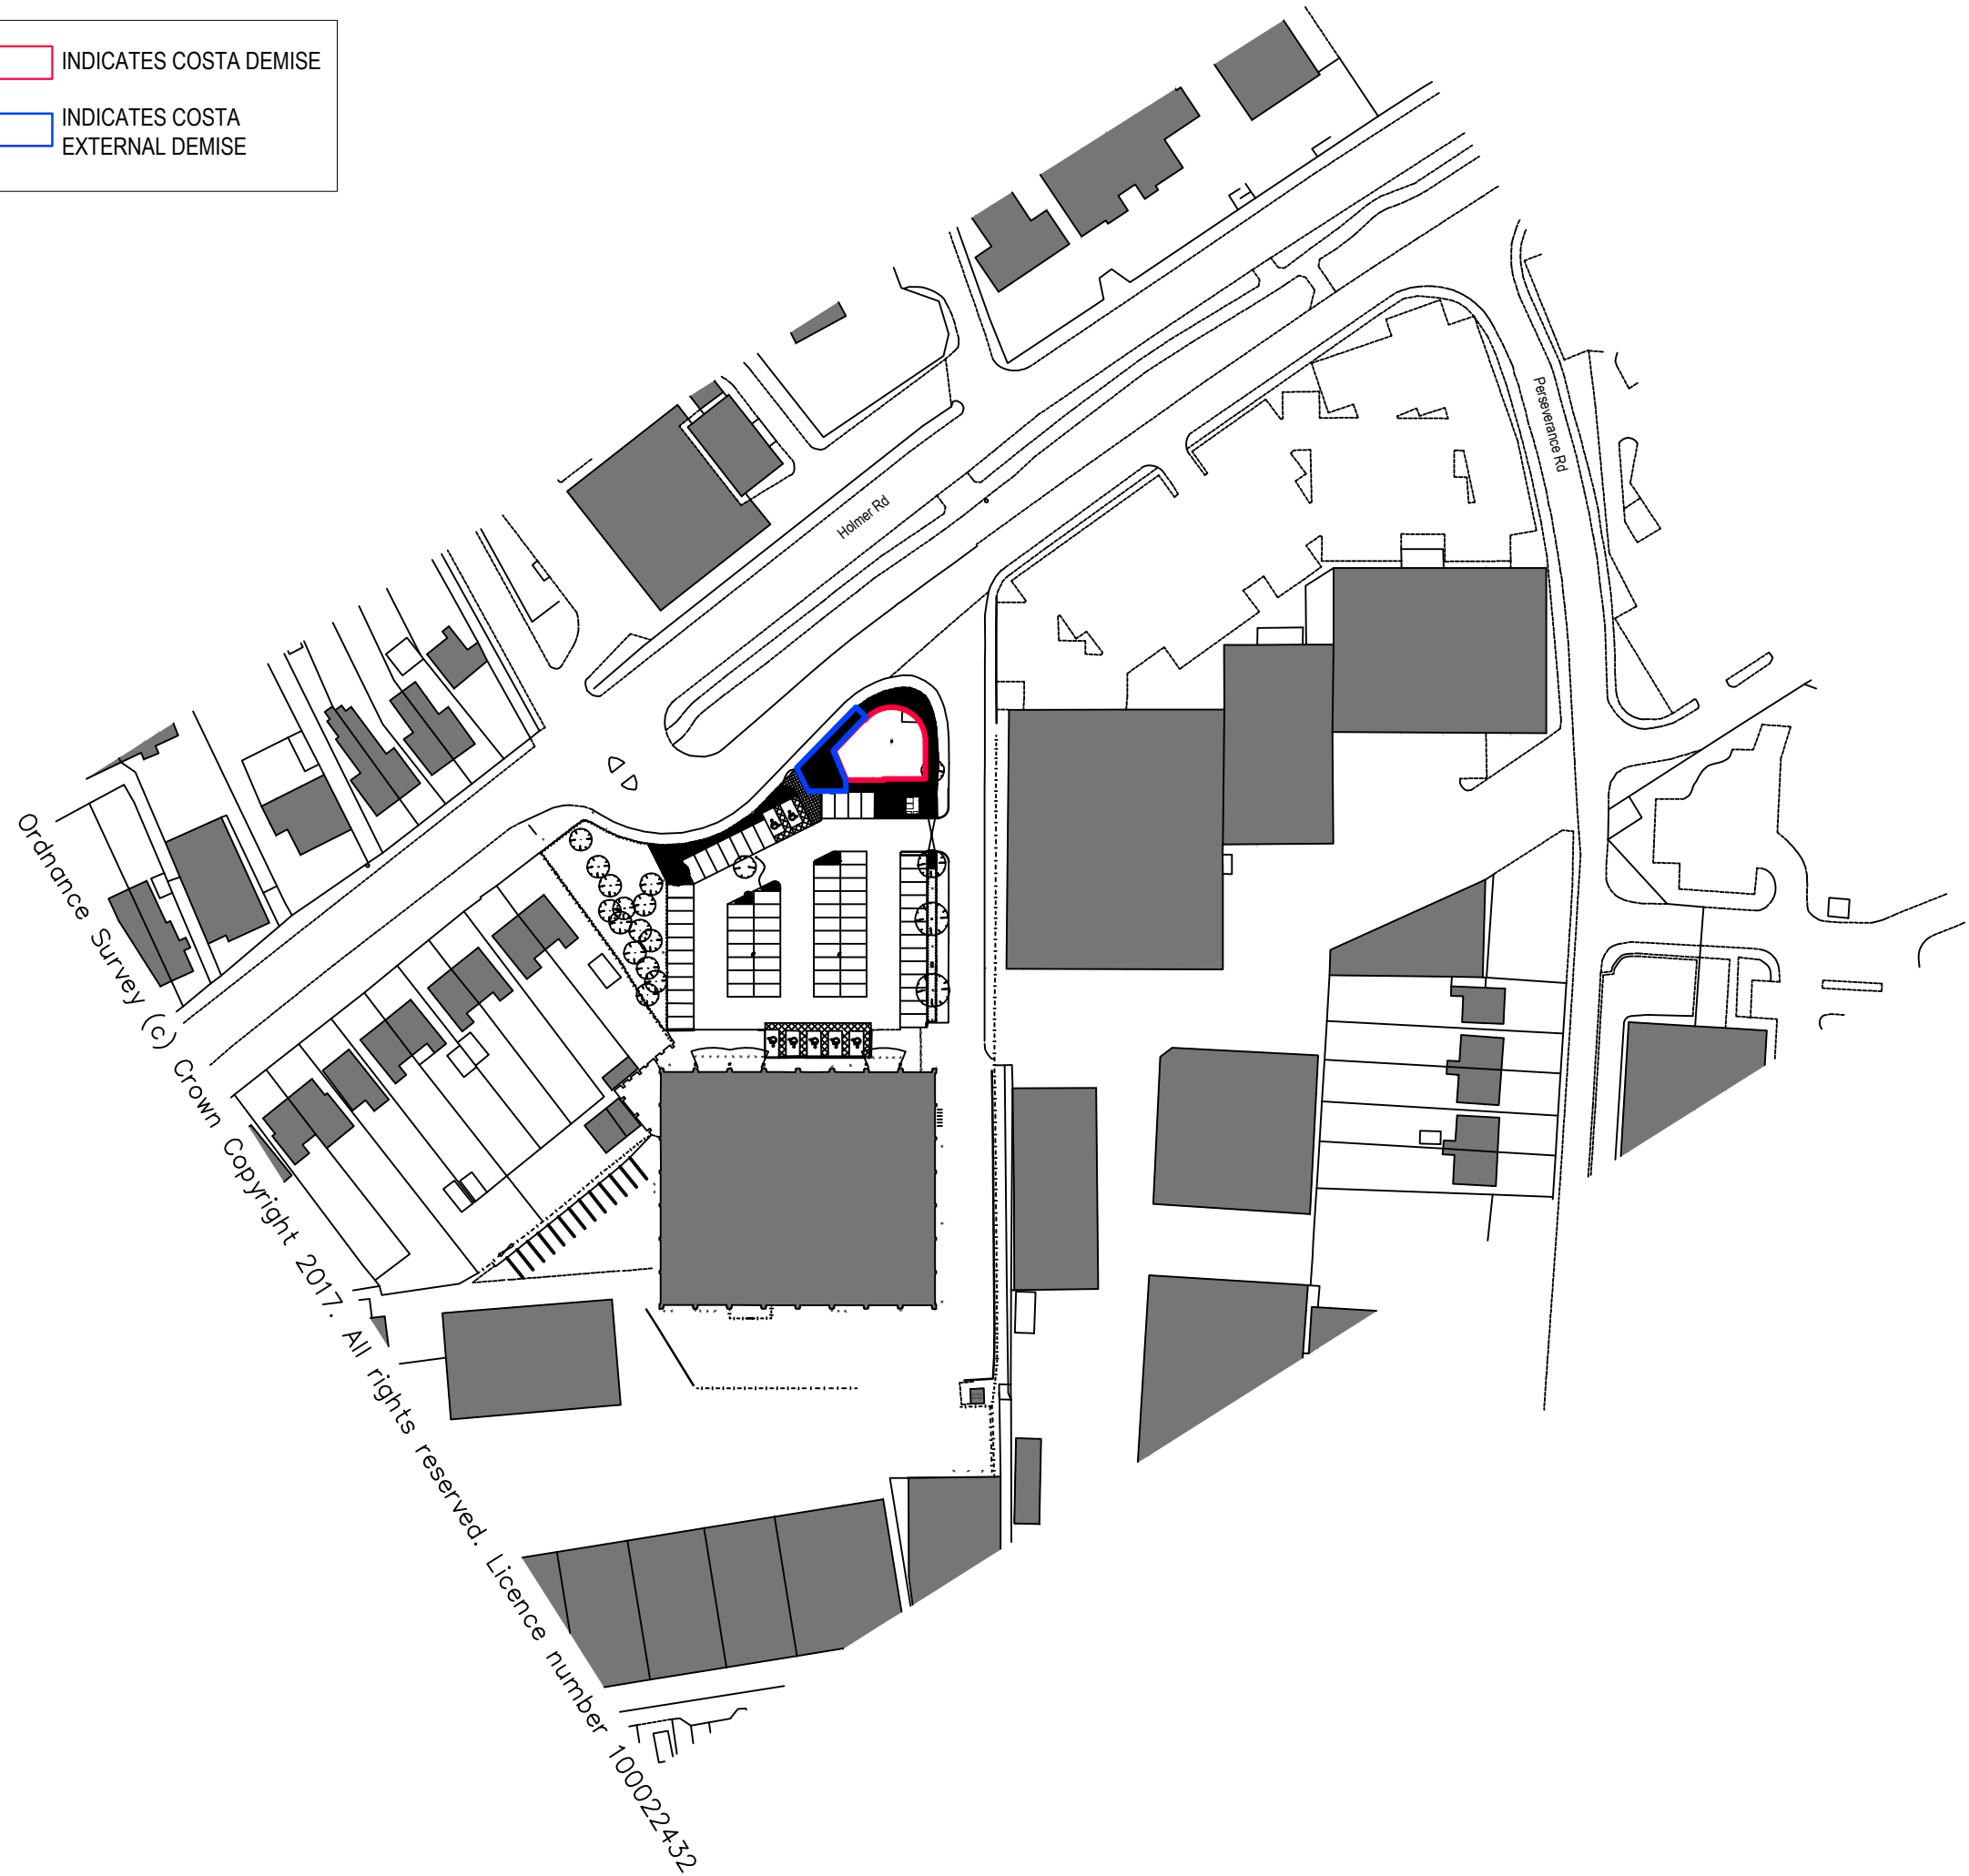 INDICATES COSTA DEMISE
INDICATES COSTA
EXTERNAL DEMISE
Holmer Rd
Perseverance Rd
Ordnance Survey (c) Crown Copyright 2017. All rights reserved. Licence number 100022432